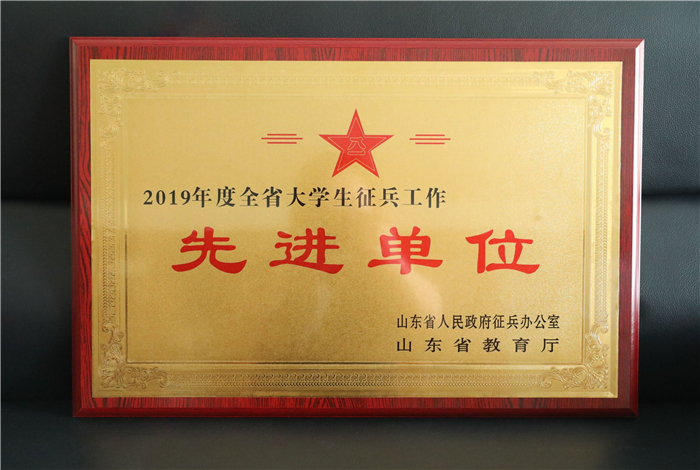 2019年度全省大学生征兵工作
先进单位
山东省人民政府征兵办公室
山东省教育厅